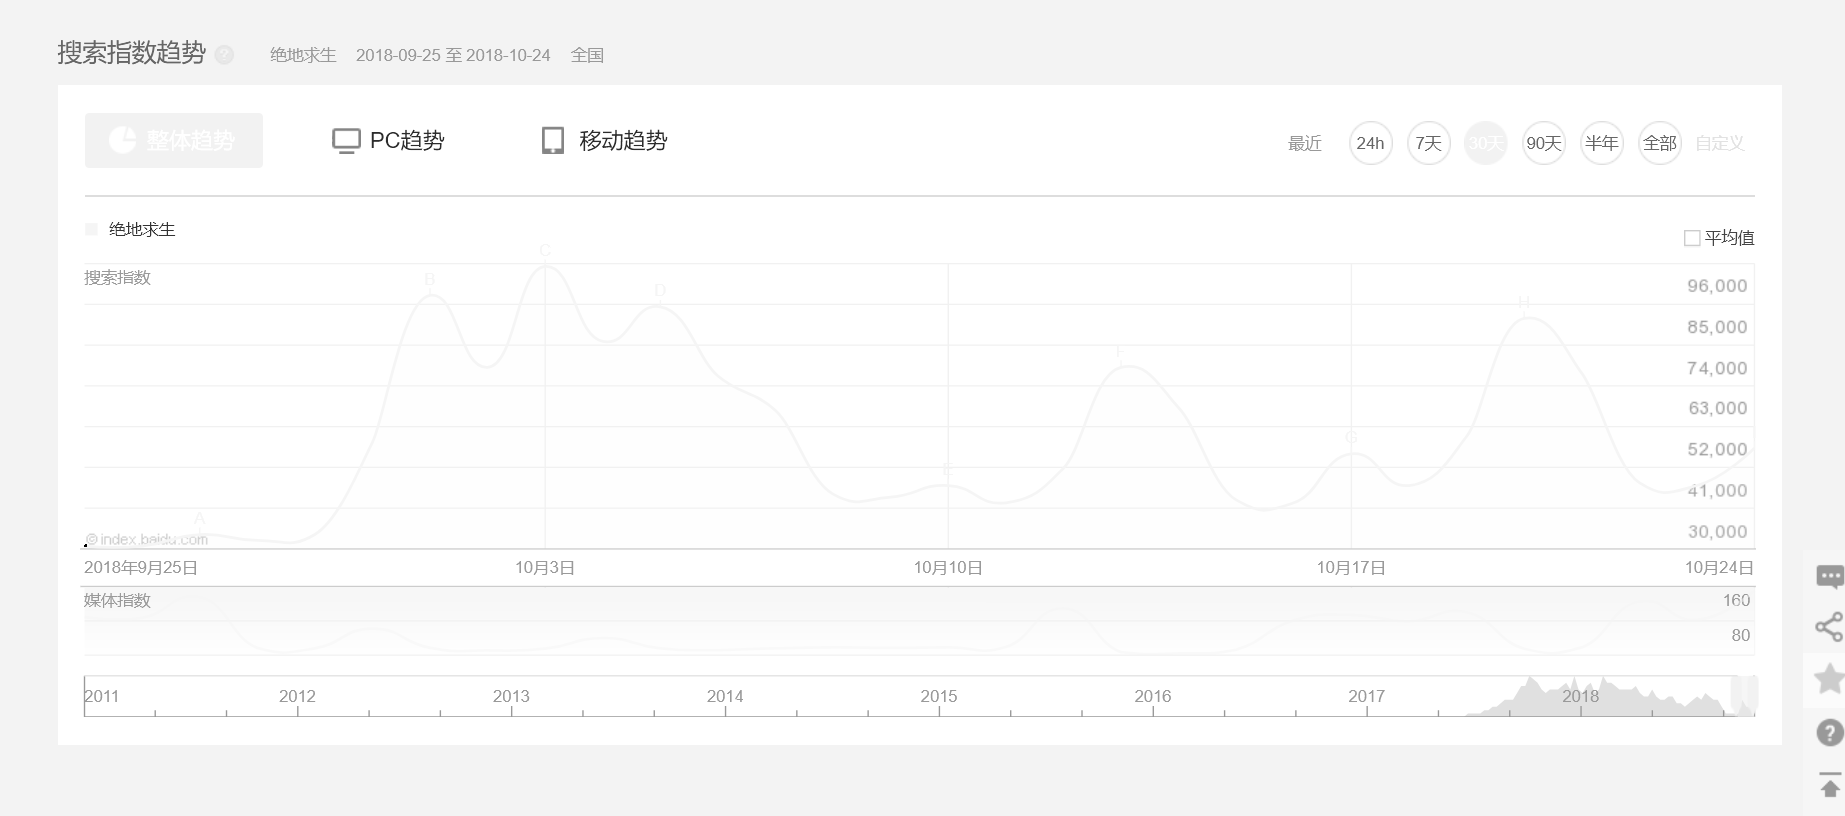 搜索指数趋势 ? 绝地求生 2018-09-25 至 2018-10-24 全国
整体趋势 PC趋势 移动趋势 最近 24h 7天 30天 90天 半年 全部 自定义
绝地求生
平均值
搜索指数
96,000
85,000
74,000
63,000
52,000
41,000
30,000
A
B
C
D
E
F
G
H
©index.baidu.com
2018年9月25日 10月3日 10月10日 10月17日 10月24日
媒体指数
160
80
2011 2012 2013 2014 2015 2016 2017 2018
?